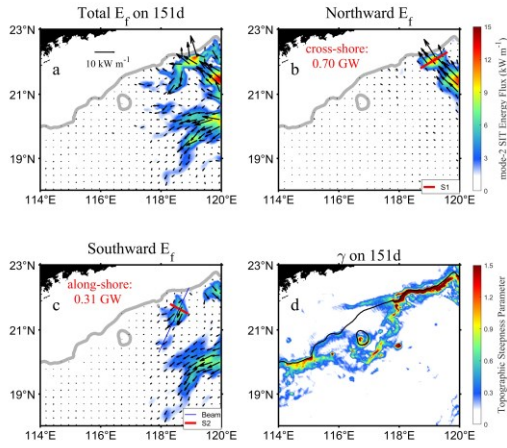 Total E_f on 151d
Northward E_f
23°N
a
10 kW m⁻¹
b
cross-shore:
0.70 GW
21°N
19°N
S1
114°E 116°E 118°E 120°E
114°E 116°E 118°E 120°E
15
12
9
6
3
0
mode-2 SIT Energy Flux (kW m⁻¹)
Southward E_f
γ on 151d
23°N
23°N
c
along-shore:
0.31 GW
d
21°N
21°N
19°N
19°N
Beam
S2
114°E 116°E 118°E 120°E
114°E 116°E 118°E 120°E
1.5
1.2
0.9
0.6
0.3
0
Topographic Steepness Parameter